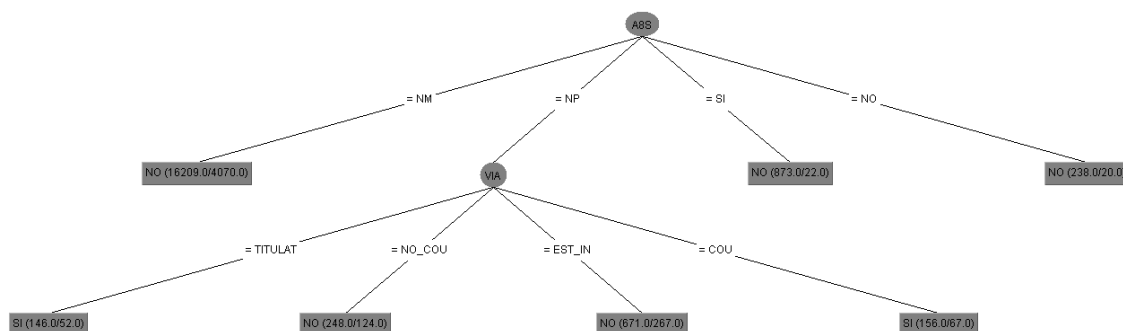 A8S
= NM
= NP
= SI
= NO
NO (16209.0/4070.0)
VIA
NO (873.0/22.0)
NO (238.0/20.0)
= TITULAT
= NO_COU
= EST_IN
= COU
SI (146.0/52.0)
NO (248.0/124.0)
NO (671.0/267.0)
SI (156.0/67.0)